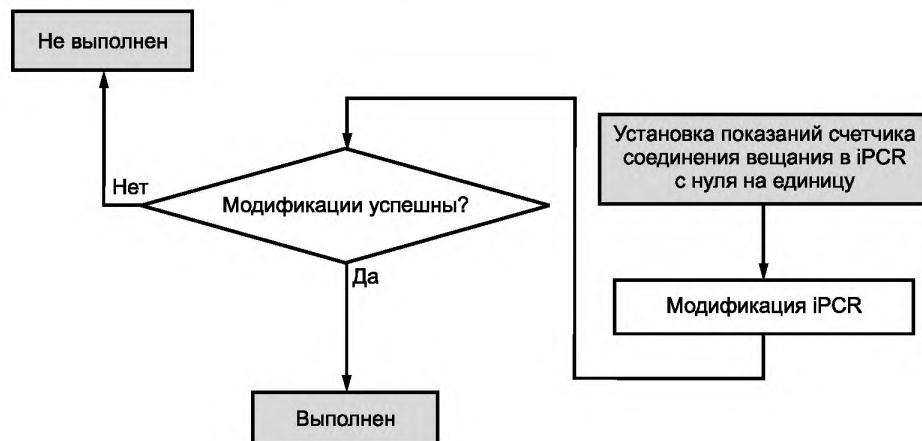 Не выполнен
Установка показаний счетчика
соединения вещания в iPCR
с нуля на единицу
Нет
Модификации успешны?
Да
Модификация iPCR
Выполнен